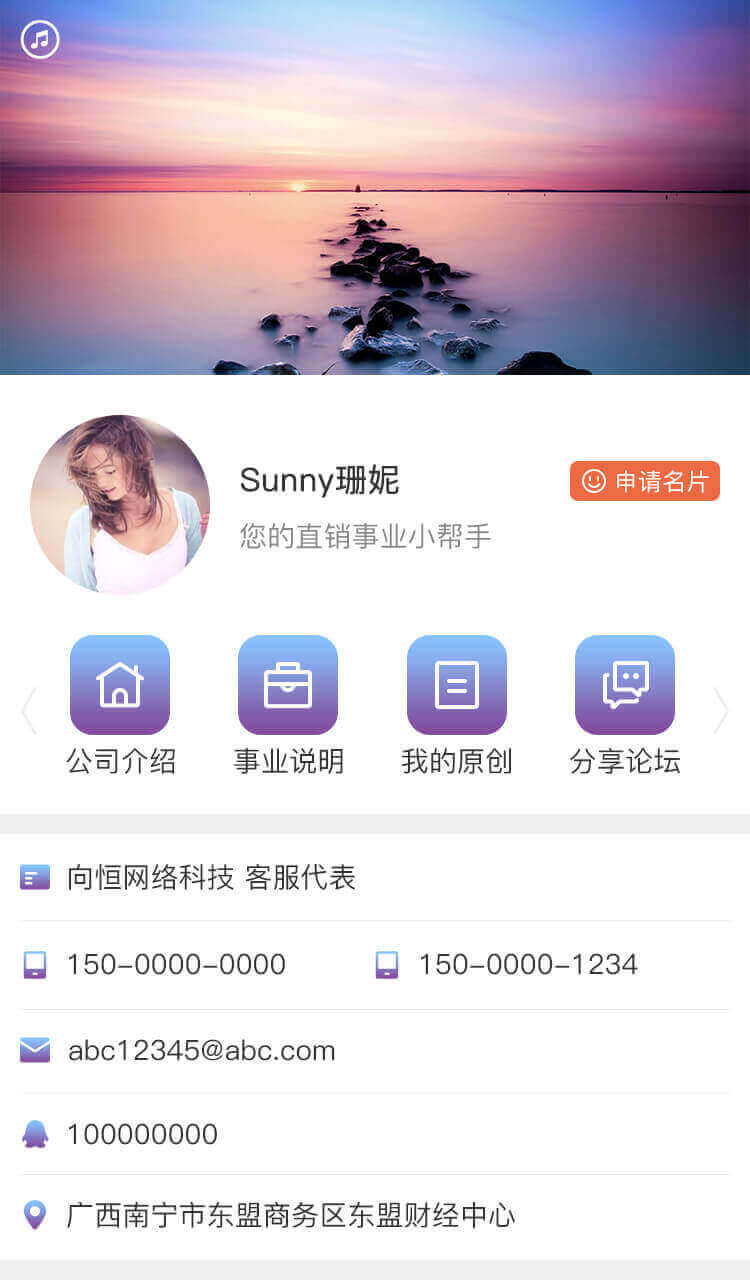 Sunny珊妮
申请名片
您的直销事业小帮手
公司介绍 事业说明 我的原创 分享论坛
向恒网络科技 客服代表
150-0000-0000 150-0000-1234
abc12345@abc.com
100000000
广西南宁市东盟商务区东盟财经中心